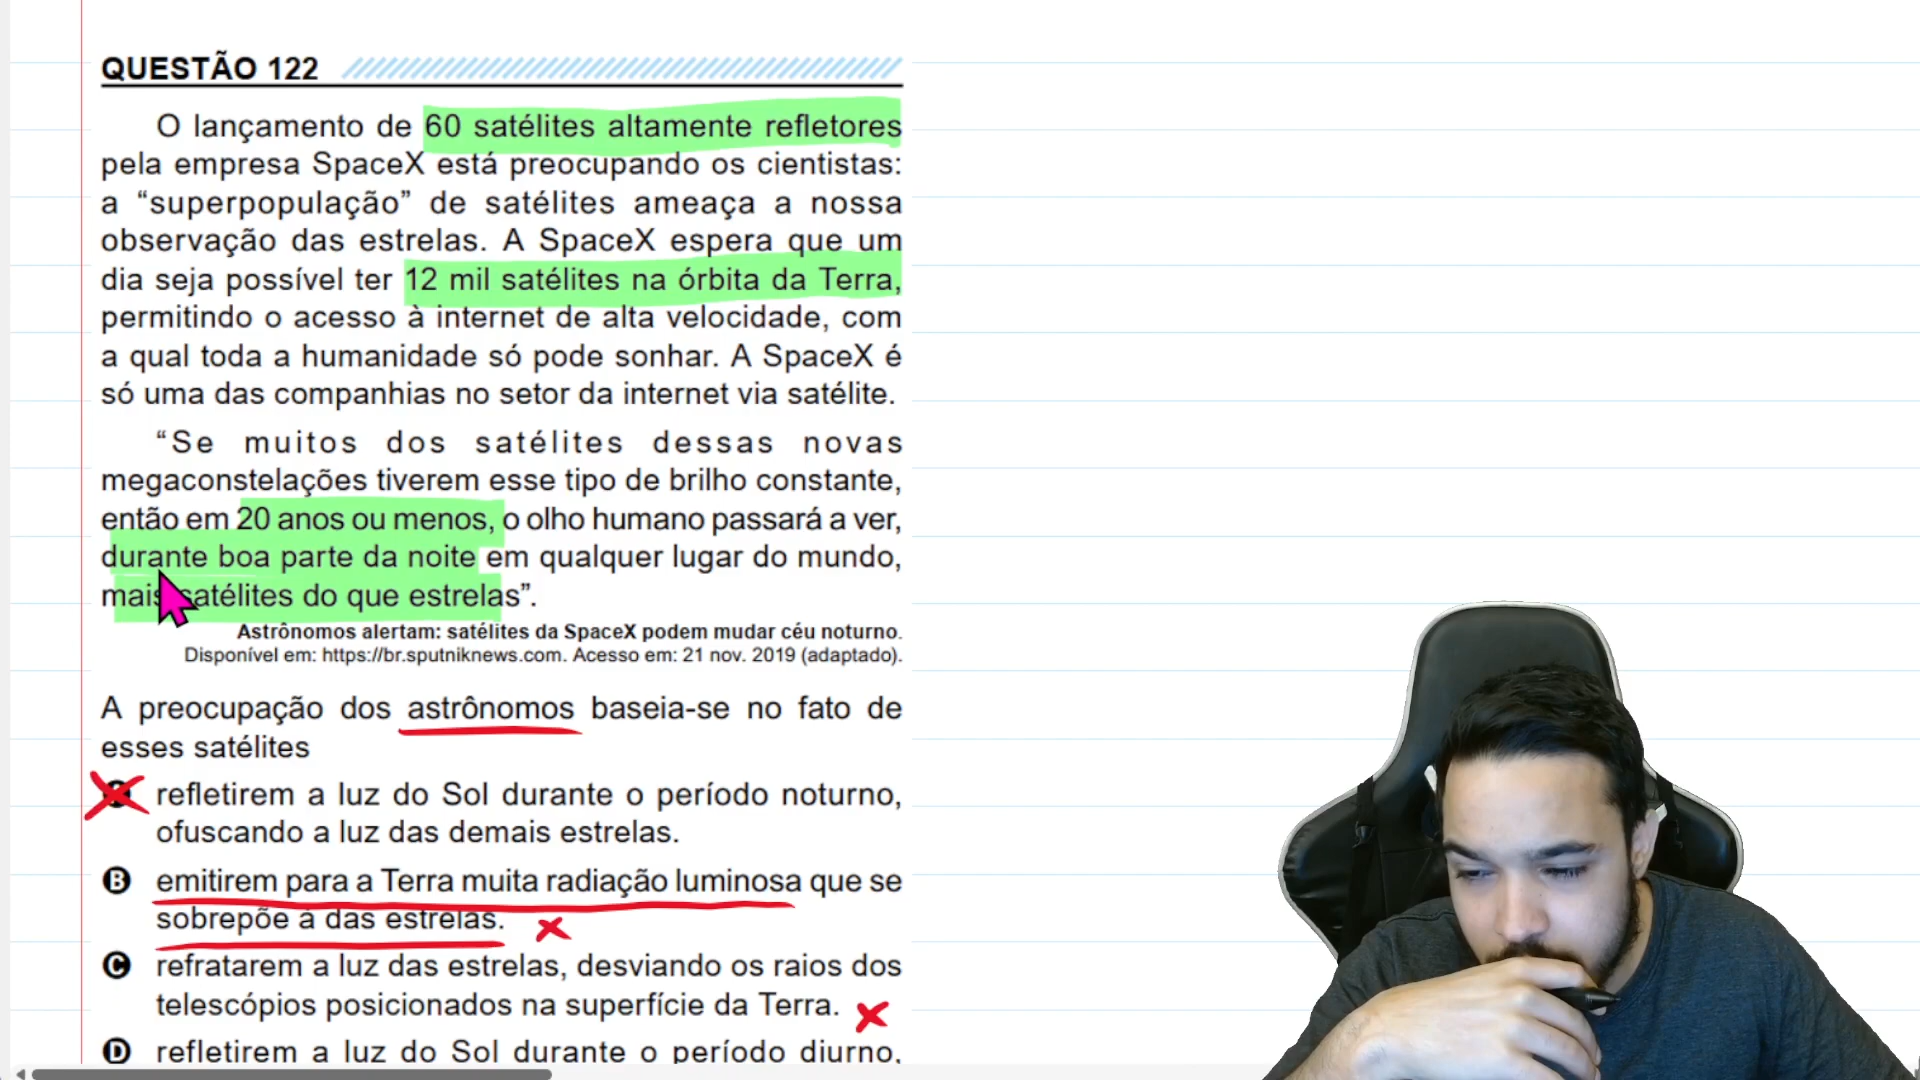 QUESTÃO 122
O lançamento de 60 satélites altamente refletores
pela empresa SpaceX está preocupando os cientistas:
a “superpopulação” de satélites ameaça a nossa
observação das estrelas. A SpaceX espera que um
dia seja possível ter 12 mil satélites na órbita da Terra,
permitindo o acesso à internet de alta velocidade, com
a qual toda a humanidade só pode sonhar. A SpaceX é
só uma das companhias no setor da internet via satélite.
“Se muitos dos satélites dessas novas
megaconstelações tiverem esse tipo de brilho constante,
então em 20 anos ou menos, o olho humano passará a ver,
durante boa parte da noite em qualquer lugar do mundo,
mais satélites do que estrelas”.
Astrônomos alertam: satélites da SpaceX podem mudar céu noturno.
Disponível em: https://br.sputniknews.com. Acesso em: 21 nov. 2019 (adaptado).
A preocupação dos astrônomos baseia-se no fato de
esses satélites
refletirem a luz do Sol durante o período noturno,
ofuscando a luz das demais estrelas.
B emitirem para a Terra muita radiação luminosa que se
sobrepõe à das estrelas.
C refratarem a luz das estrelas, desviando os raios dos
telescópios posicionados na superfície da Terra.
D refletirem a luz do Sol durante o período diurno,